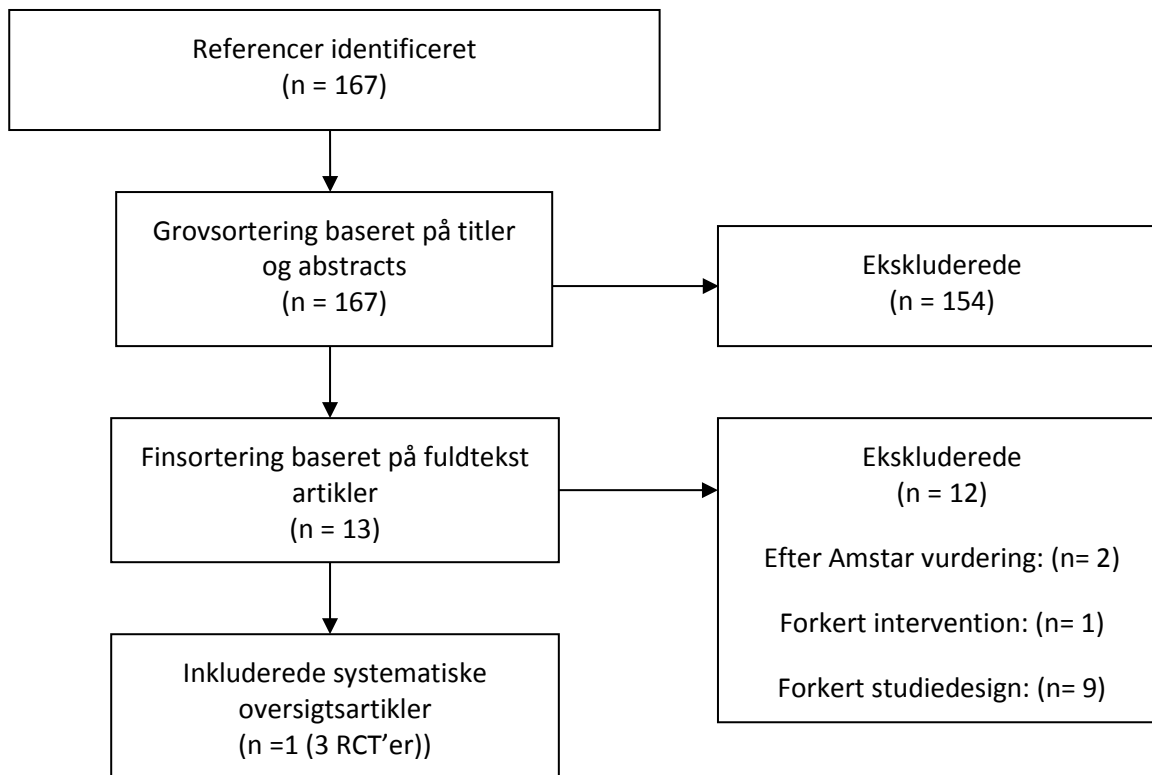 Referencer identificeret
(n = 167)
Grovsortering baseret på titler
og abstracts
(n = 167)
Ekskluderede
(n = 154)
Finsortering baseret på fuldtekst
artikler
(n = 13)
Ekskluderede
(n = 12)
Efter Amstar vurdering: (n= 2)
Forkert intervention: (n= 1)
Forkert studiedesign: (n= 9)
Inkluderede systematiske
oversigtsartikler
(n =1 (3 RCT’er))